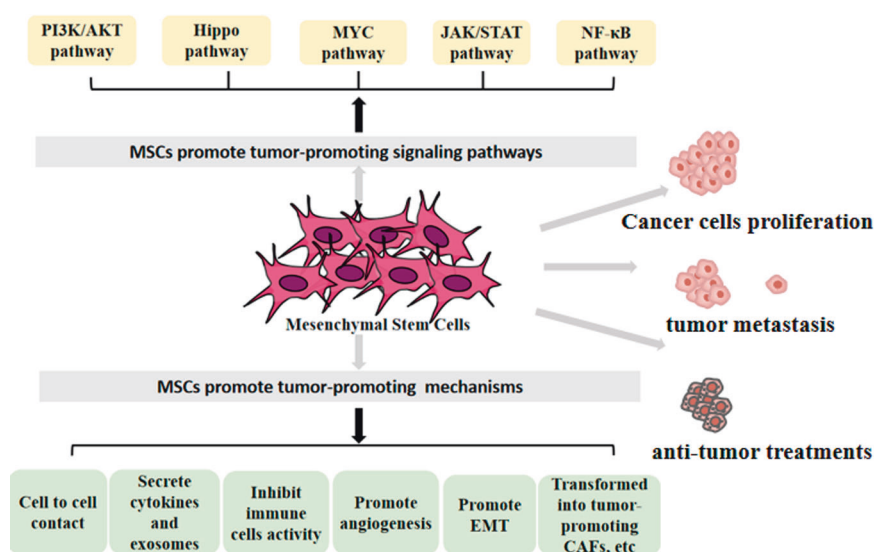 PI3K/AKT
pathway
Hippo
pathway
MYC
pathway
JAK/STAT
pathway
NF-κB
pathway
MSCs promote tumor-promoting signaling pathways
Cancer cells proliferation
Mesenchymal Stem Cells
tumor metastasis
MSCs promote tumor-promoting mechanisms
anti-tumor treatments
Cell to cell
contact
Secrete
cytokines
and
exosomes
Inhibit
immune
cells activity
Promote
angiogenesis
Promote
EMT
Transformed
into tumor-
promoting
CAFs, etc